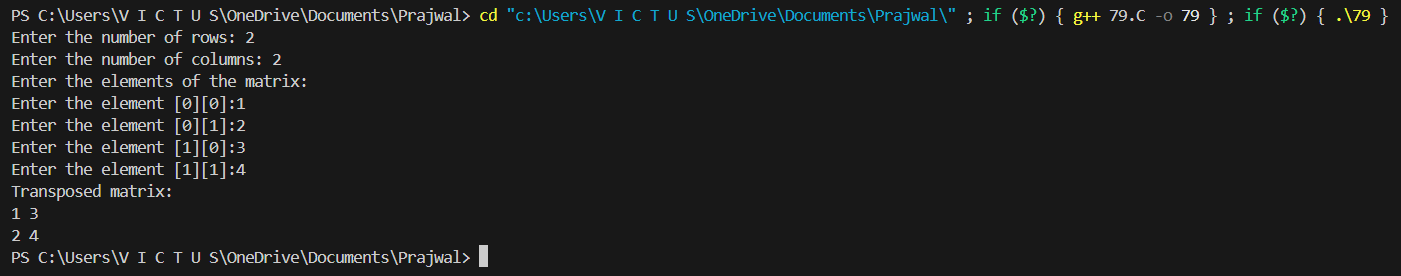 PS C:\Users\V I C T U S\OneDrive\Documents\Prajwal> cd "c:\Users\V I C T U S\OneDrive\Documents\Prajwal\" ; if ($?) { g++ 79.C -o 79 } ; if ($?) { .\79 }
Enter the number of rows: 2
Enter the number of columns: 2
Enter the elements of the matrix:
Enter the element [0][0]:1
Enter the element [0][1]:2
Enter the element [1][0]:3
Enter the element [1][1]:4
Transposed matrix:
1 3
2 4
PS C:\Users\V I C T U S\OneDrive\Documents\Prajwal>